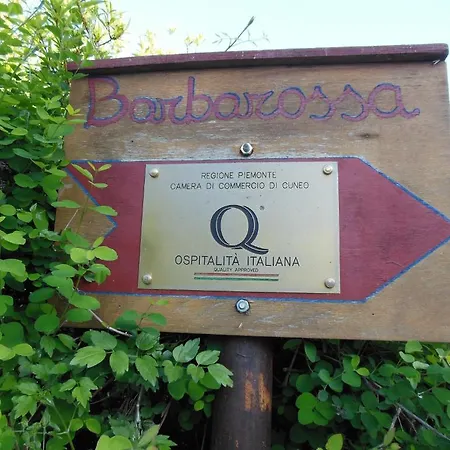 Barbarossa
REGIONE PIEMONTE
CAMERA DI COMMERCIO DI CUNEO
Q
OSPITALITÀ ITALIANA
QUALITY APPROVED